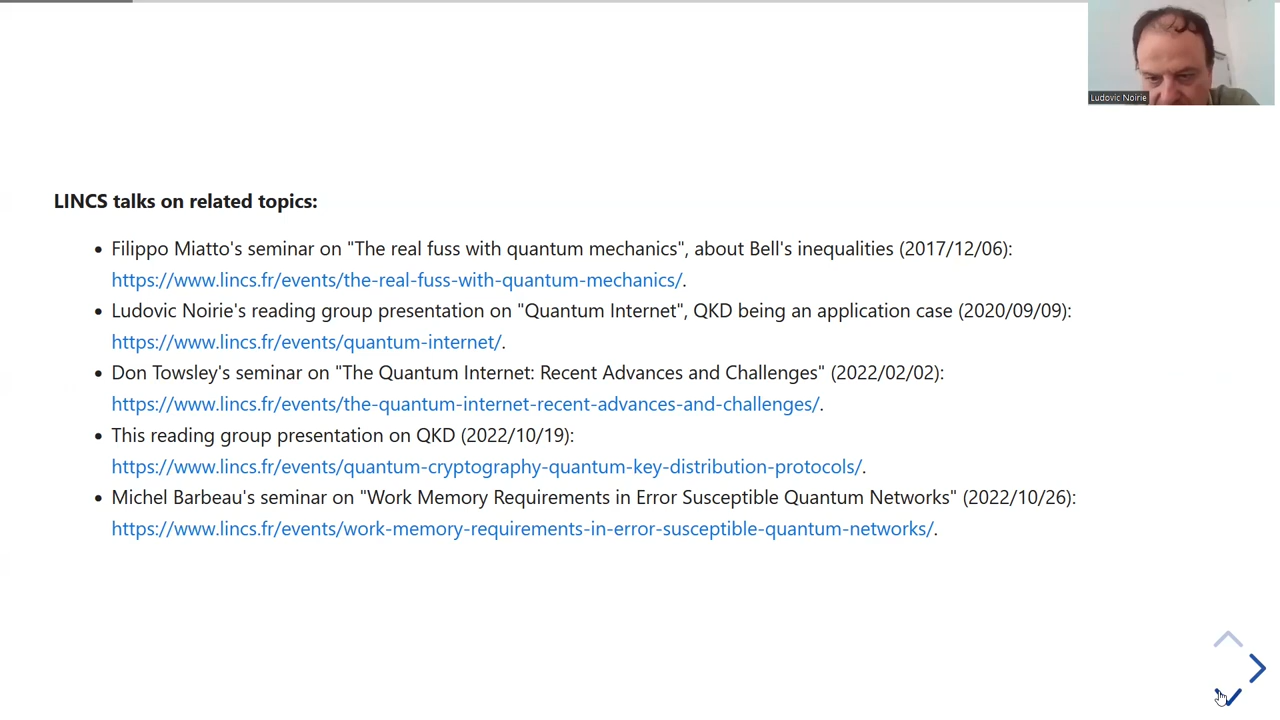 Ludovic Noirie
LINCS talks on related topics:
• Filippo Miatto's seminar on "The real fuss with quantum mechanics", about Bell's inequalities (2017/12/06):
https://www.lincs.fr/events/the-real-fuss-with-quantum-mechanics/.
• Ludovic Noirie's reading group presentation on "Quantum Internet", QKD being an application case (2020/09/09):
https://www.lincs.fr/events/quantum-internet/.
• Don Towsley's seminar on "The Quantum Internet: Recent Advances and Challenges" (2022/02/02):
https://www.lincs.fr/events/the-quantum-internet-recent-advances-and-challenges/.
• This reading group presentation on QKD (2022/10/19):
https://www.lincs.fr/events/quantum-cryptography-quantum-key-distribution-protocols/.
• Michel Barbeau's seminar on "Work Memory Requirements in Error Susceptible Quantum Networks" (2022/10/26):
https://www.lincs.fr/events/work-memory-requirements-in-error-susceptible-quantum-networks/.